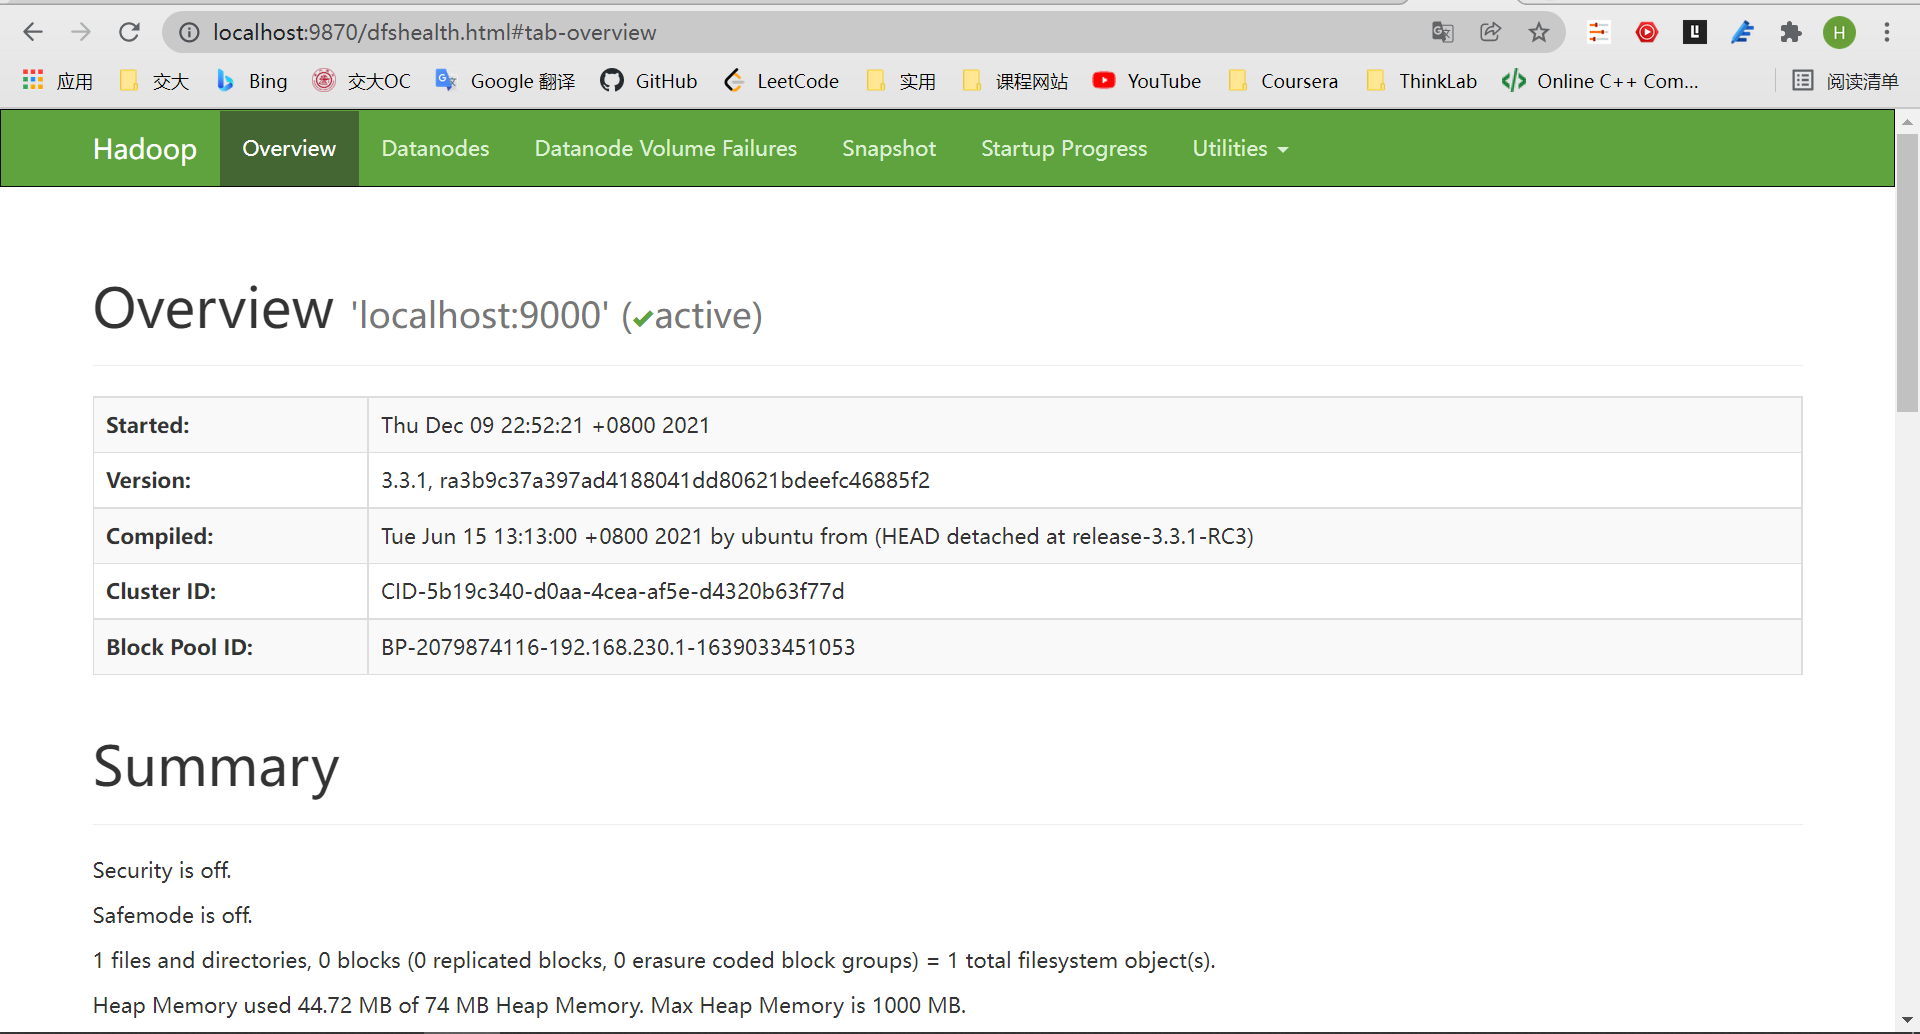 localhost:9870/dfshealth.html#tab-overview
H
应用 交大 Bing 交大OC Google 翻译 GitHub LeetCode 实用 课程网站 YouTube Coursera ThinkLab Online C++ Com... 阅读清单
Hadoop Overview Datanodes Datanode Volume Failures Snapshot Startup Progress Utilities
Overview 'localhost:9000' (✔active)
Started: Thu Dec 09 22:52:21 +0800 2021
Version: 3.3.1, ra3b9c37a397ad4188041dd80621bdeefc46885f2
Compiled: Tue Jun 15 13:13:00 +0800 2021 by ubuntu from (HEAD detached at release-3.3.1-RC3)
Cluster ID: CID-5b19c340-d0aa-4cea-af5e-d4320b63f77d
Block Pool ID: BP-2079874116-192.168.230.1-1639033451053
Summary
Security is off.
Safemode is off.
1 files and directories, 0 blocks (0 replicated blocks, 0 erasure coded block groups) = 1 total filesystem object(s).
Heap Memory used 44.72 MB of 74 MB Heap Memory. Max Heap Memory is 1000 MB.